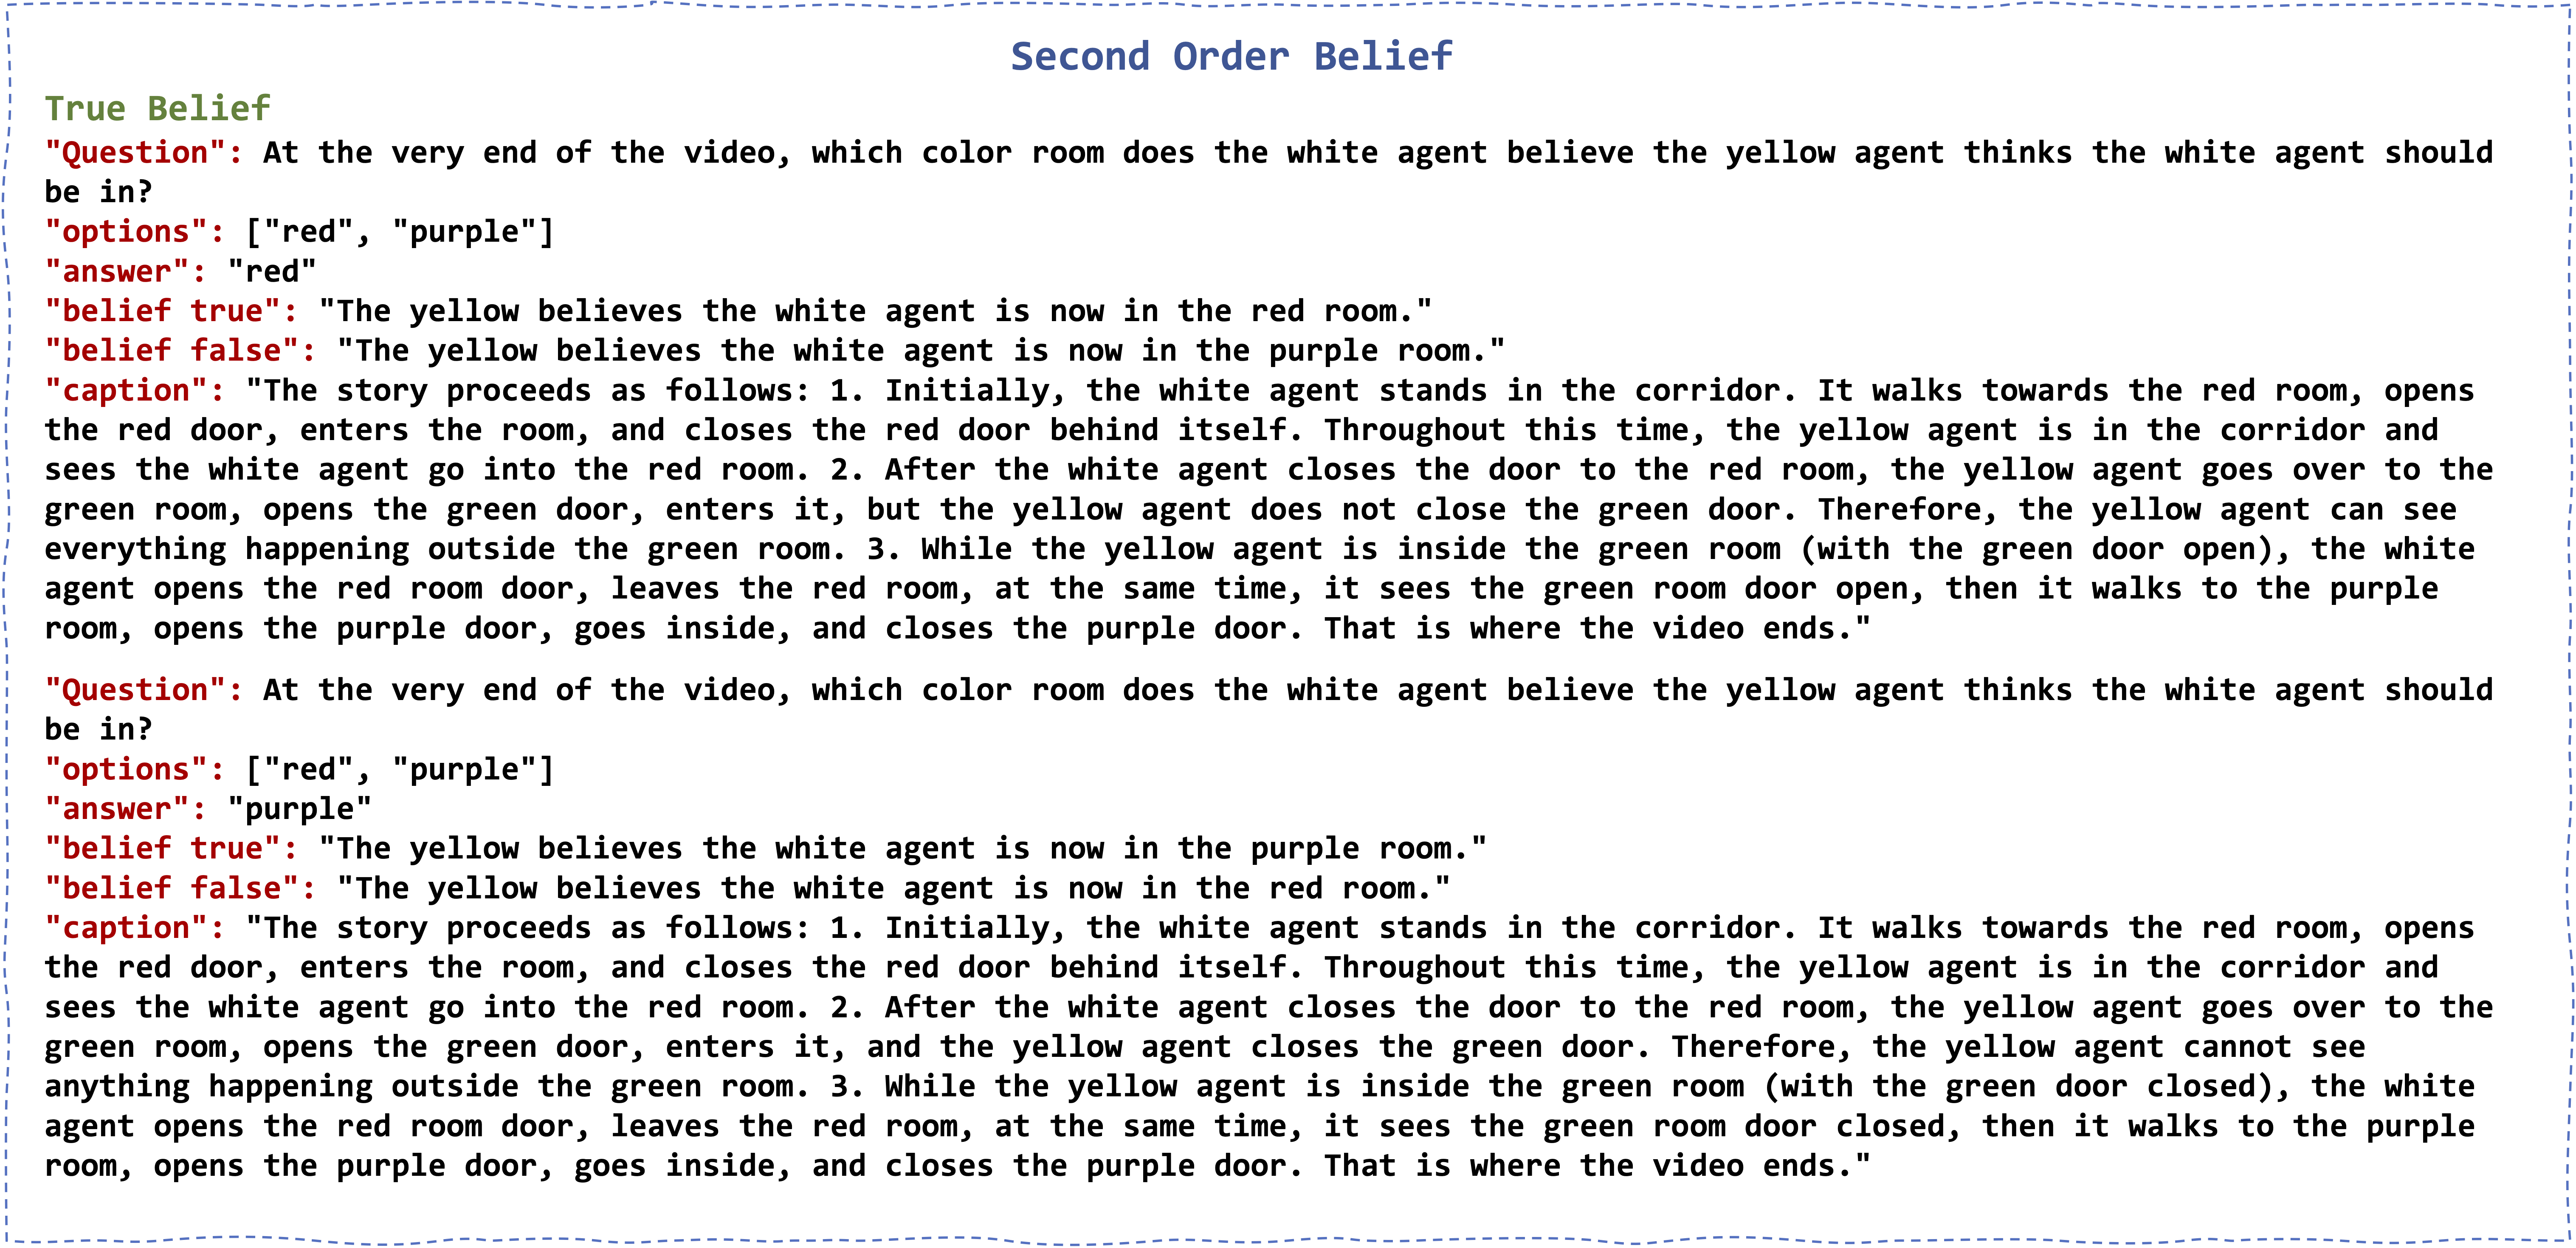 Second Order Belief
True Belief
"Question": At the very end of the video, which color room does the white agent believe the yellow agent thinks the white agent should
be in?
"options": ["red", "purple"]
"answer": "red"
"belief true": "The yellow believes the white agent is now in the red room."
"belief false": "The yellow believes the white agent is now in the purple room."
"caption": "The story proceeds as follows: 1. Initially, the white agent stands in the corridor. It walks towards the red room, opens
the red door, enters the room, and closes the red door behind itself. Throughout this time, the yellow agent is in the corridor and
sees the white agent go into the red room. 2. After the white agent closes the door to the red room, the yellow agent goes over to the
green room, opens the green door, enters it, but the yellow agent does not close the green door. Therefore, the yellow agent can see
everything happening outside the green room. 3. While the yellow agent is inside the green room (with the green door open), the white
agent opens the red room door, leaves the red room, at the same time, it sees the green room door open, then it walks to the purple
room, opens the purple door, goes inside, and closes the purple door. That is where the video ends."
"Question": At the very end of the video, which color room does the white agent believe the yellow agent thinks the white agent should
be in?
"options": ["red", "purple"]
"answer": "purple"
"belief true": "The yellow believes the white agent is now in the purple room."
"belief false": "The yellow believes the white agent is now in the red room."
"caption": "The story proceeds as follows: 1. Initially, the white agent stands in the corridor. It walks towards the red room, opens
the red door, enters the room, and closes the red door behind itself. Throughout this time, the yellow agent is in the corridor and
sees the white agent go into the red room. 2. After the white agent closes the door to the red room, the yellow agent goes over to the
green room, opens the green door, enters it, and the yellow agent closes the green door. Therefore, the yellow agent cannot see
anything happening outside the green room. 3. While the yellow agent is inside the green room (with the green door closed), the white
agent opens the red room door, leaves the red room, at the same time, it sees the green room door closed, then it walks to the purple
room, opens the purple door, goes inside, and closes the purple door. That is where the video ends."